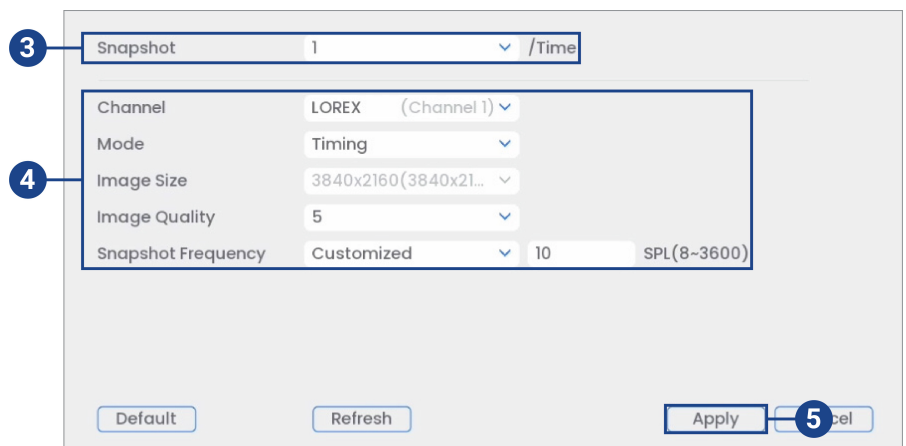 3 Snapshot 1 /Time
Channel LOREX (Channel 1)
Mode Timing
4 Image Size 3840x2160(3840x21...
Image Quality 5
Snapshot Frequency Customized 10 SPL(8~3600)
Default Refresh Apply 5 cel